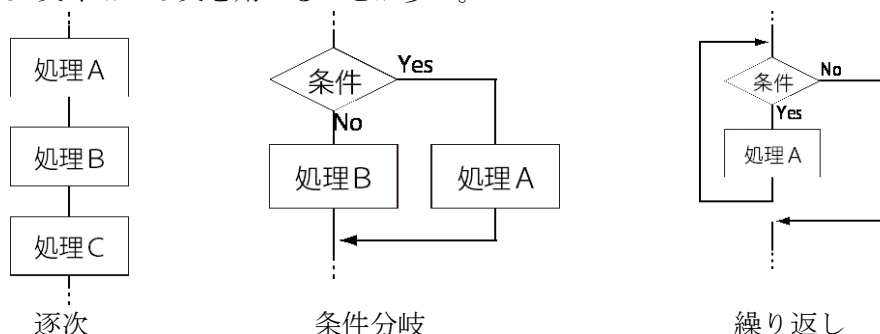 処理A
処理B
処理C
逐次
条件
Yes
No
処理B
処理A
条件分岐
条件
No
Yes
処理A
繰り返し